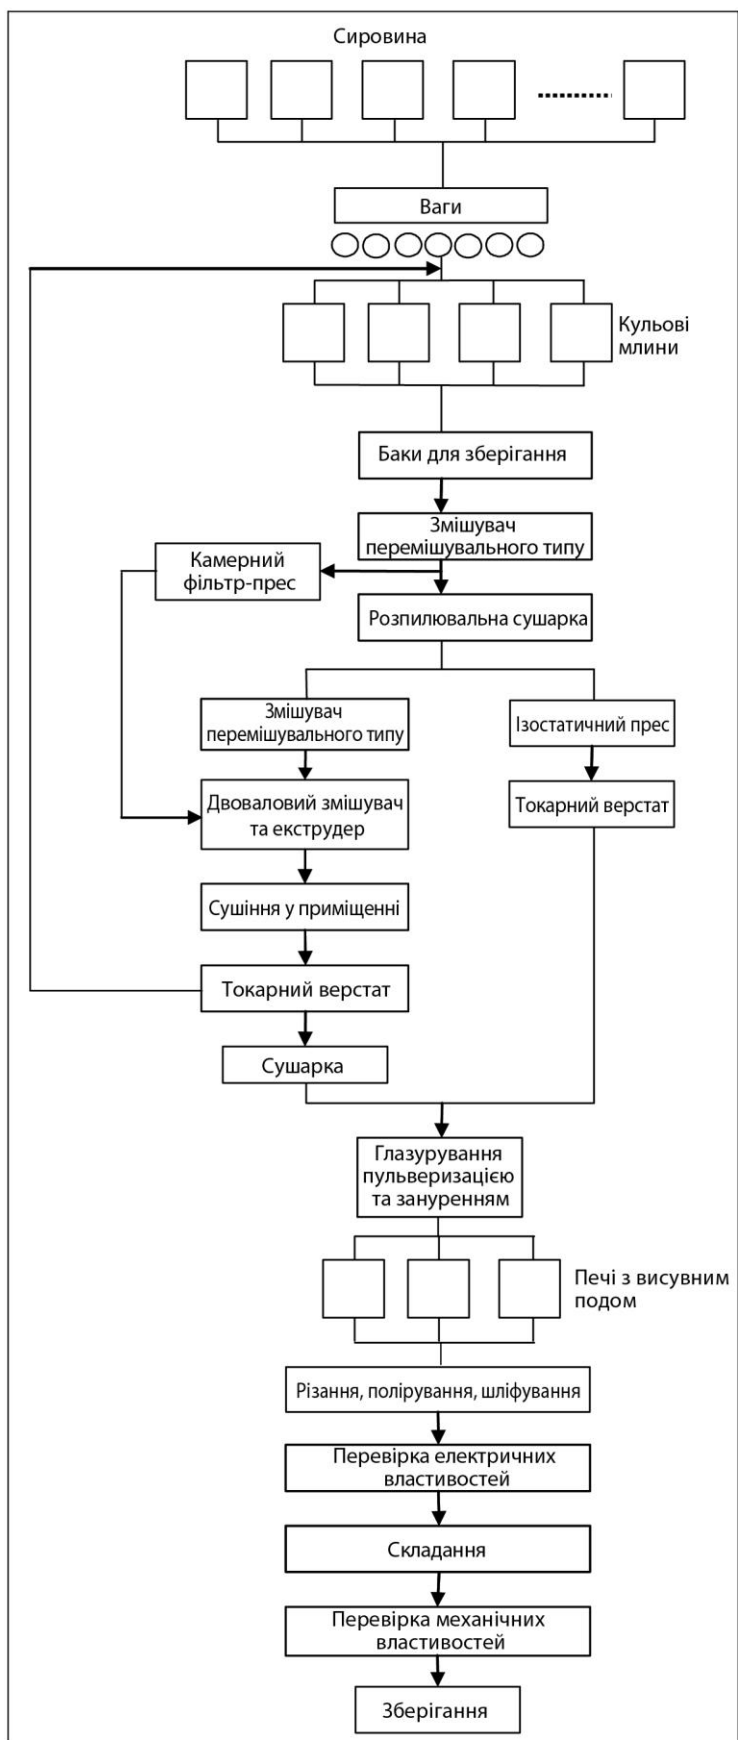 Сировина
Ваги
Кульові
млини
Баки для зберігання
Змішувач
перемішувального типу
Камерний
фільтр-прес
Розпилювальна сушарка
Змішувач
перемішувального типу
Ізостатичний прес
Двоваловий змішувач
та екструдер
Токарний верстат
Сушіння у приміщенні
Токарний верстат
Сушарка
Глазурування
пульверизацією
та зануренням
Печі з висувним
подом
Різання, полірування, шліфування
Перевірка електричних
властивостей
Складання
Перевірка механічних
властивостей
Зберігання